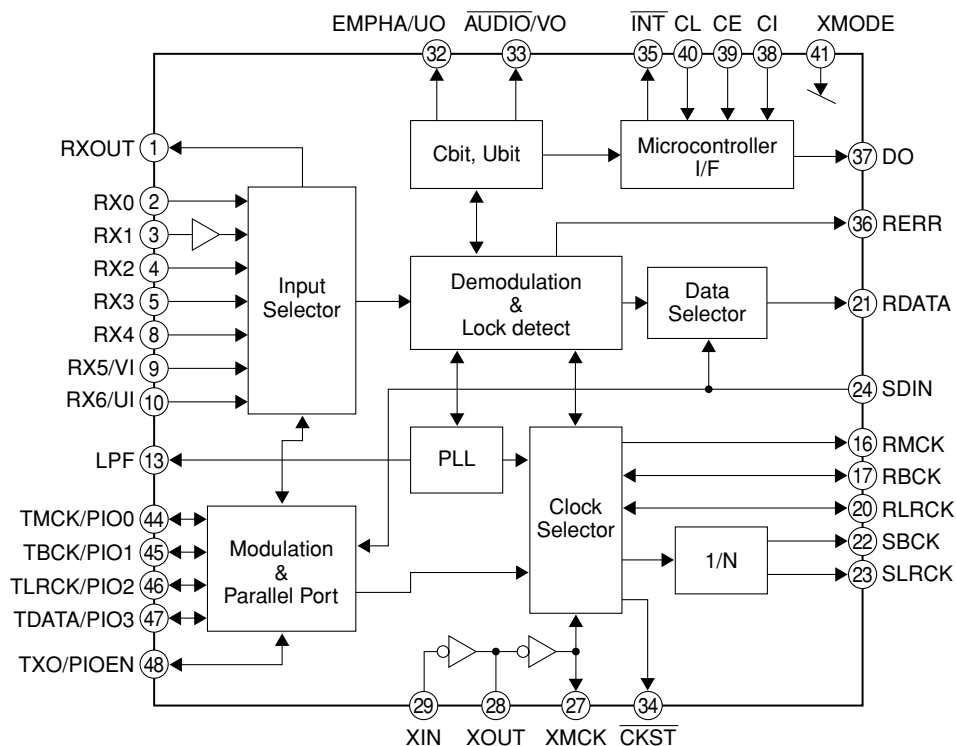 EMPHA/UO
AUDIO/VO
INT
CL
CE
CI
XMODE
32
33
35
40
39
38
41
RXOUT
1
Cbit, Ubit
Microcontroller
I/F
37
DO
RX0
2
RX1
3
RX2
4
RX3
5
RX4
8
RX5/VI
9
RX6/UI
10
Input
Selector
36
RERR
Demodulation
&
Lock detect
Data
Selector
21
RDATA
24
SDIN
LPF
13
PLL
Clock
Selector
16
RMCK
17
RBCK
20
RLRCK
22
SBCK
23
SLRCK
1/N
TMCK/PIO0
44
TBCK/PIO1
45
TLRCK/PIO2
46
TDATA/PIO3
47
TXO/PIOEN
48
Modulation
&
Parallel Port
29
28
27
34
XIN
XOUT
XMCK
CKST